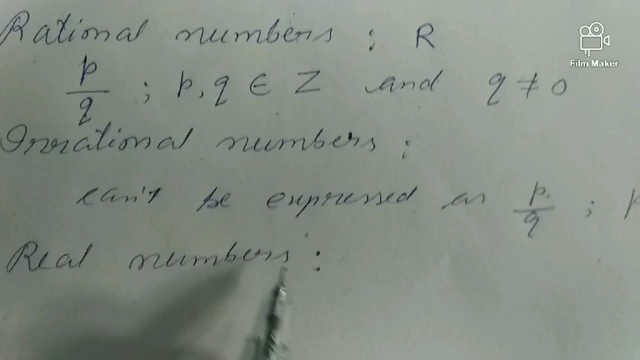 Rational numbers : R
p/q ; p, q ∈ Z and q ≠ 0
Irrational numbers :
can't be expressed as p/q ; p
Real numbers :
Film Maker